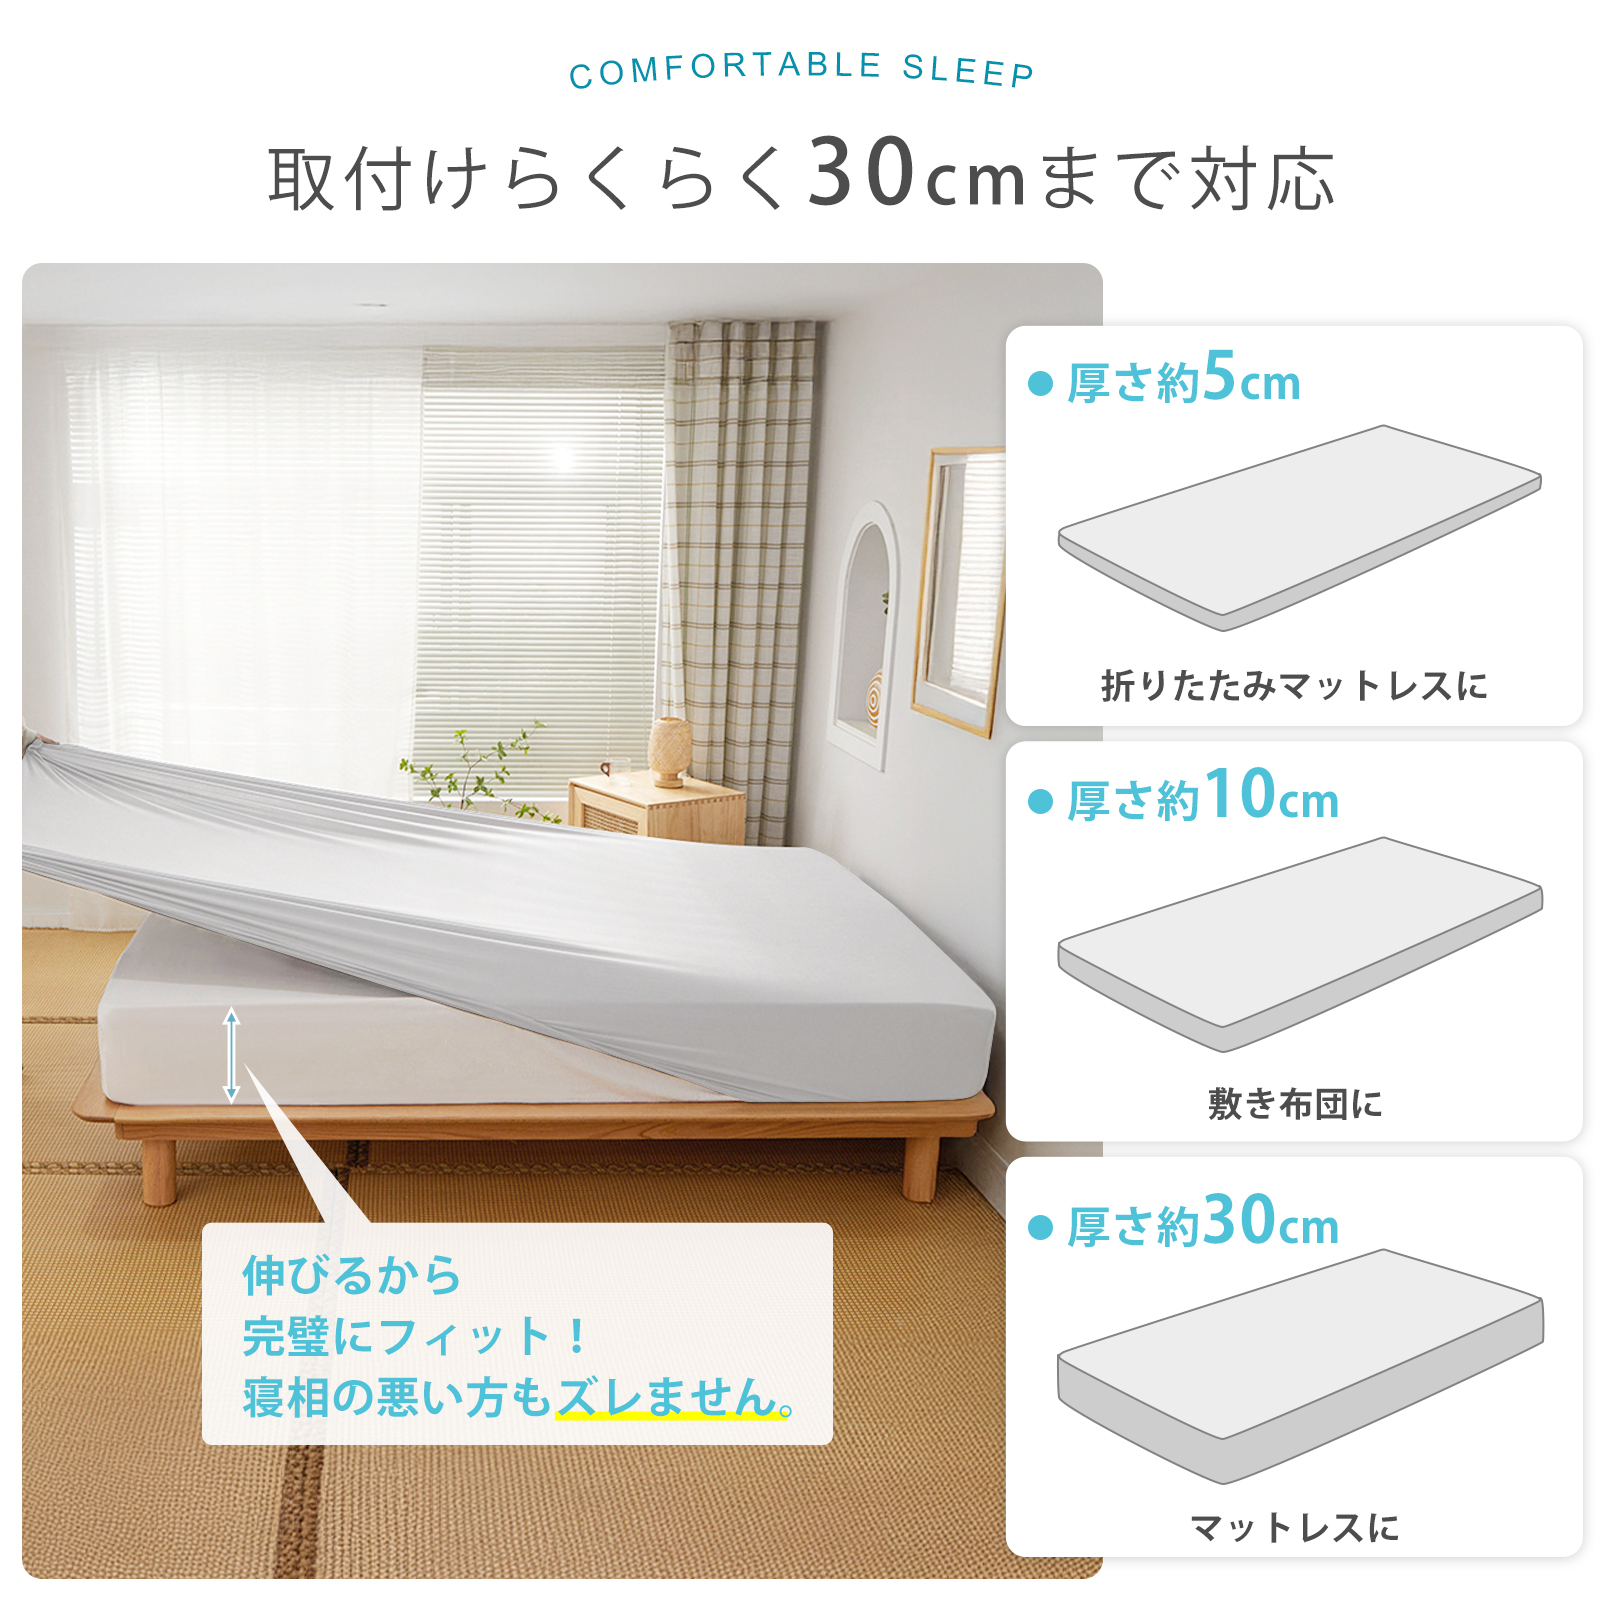 COMFORTABLE SLEEP
取付けらくらく30cmまで対応
● 厚さ約5cm
折りたたみマットレスに
● 厚さ約10cm
敷き布団に
● 厚さ約30cm
マットレスに
伸びるから
完璧にフィット！
寝相の悪い方もズレません。